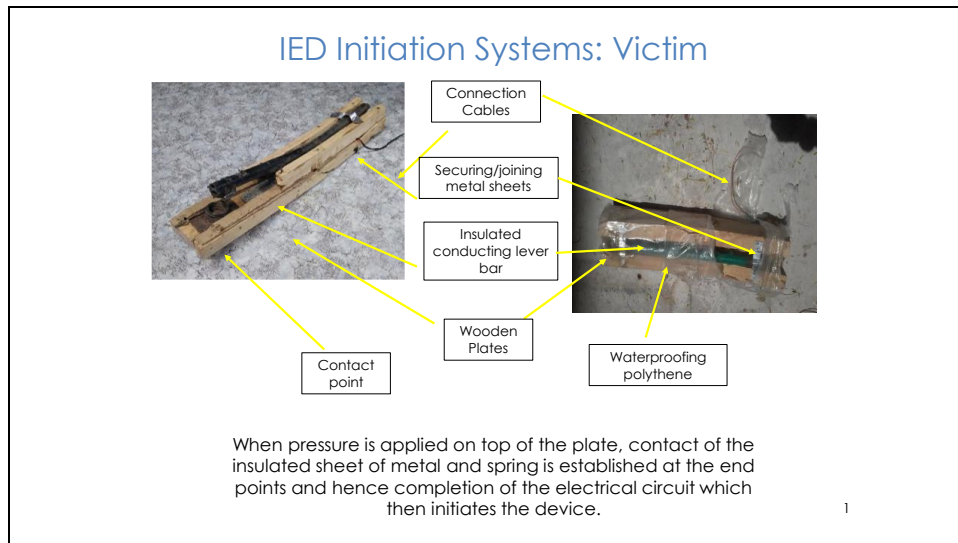 IED Initiation Systems: Victim
Connection
Cables
Securing/joining
metal sheets
Insulated
conducting lever
bar
Wooden
Plates
Contact
point
Waterproofing
polythene
When pressure is applied on top of the plate, contact of the
insulated sheet of metal and spring is established at the end
points and hence completion of the electrical circuit which
then initiates the device.
1